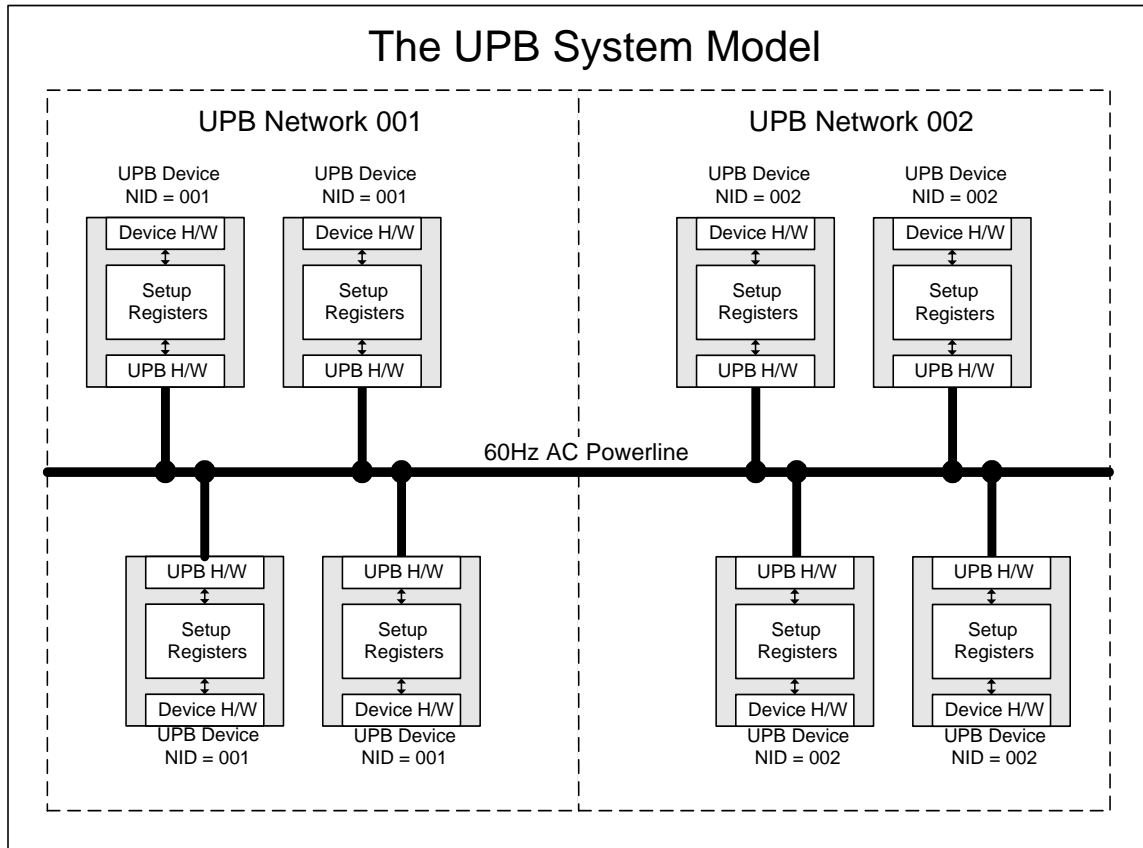 The UPB System Model
UPB Network 001
UPB Network 002
UPB Device
NID = 001
UPB Device
NID = 001
UPB Device
NID = 002
UPB Device
NID = 002
Device H/W
Setup
Registers
UPB H/W
Device H/W
Setup
Registers
UPB H/W
Device H/W
Setup
Registers
UPB H/W
Device H/W
Setup
Registers
UPB H/W
60Hz AC Powerline
UPB H/W
Setup
Registers
Device H/W
UPB Device
NID = 001
UPB H/W
Setup
Registers
Device H/W
UPB Device
NID = 001
UPB H/W
Setup
Registers
Device H/W
UPB Device
NID = 002
UPB H/W
Setup
Registers
Device H/W
UPB Device
NID = 002